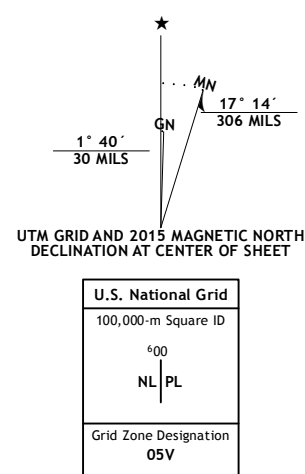 ★
MN
GN
17° 14´
306 MILS
1° 40´
30 MILS
UTM GRID AND 2015 MAGNETIC NORTH
DECLINATION AT CENTER OF SHEET
U.S. National Grid
100,000-m Square ID
⁶00
NL PL
Grid Zone Designation
05V